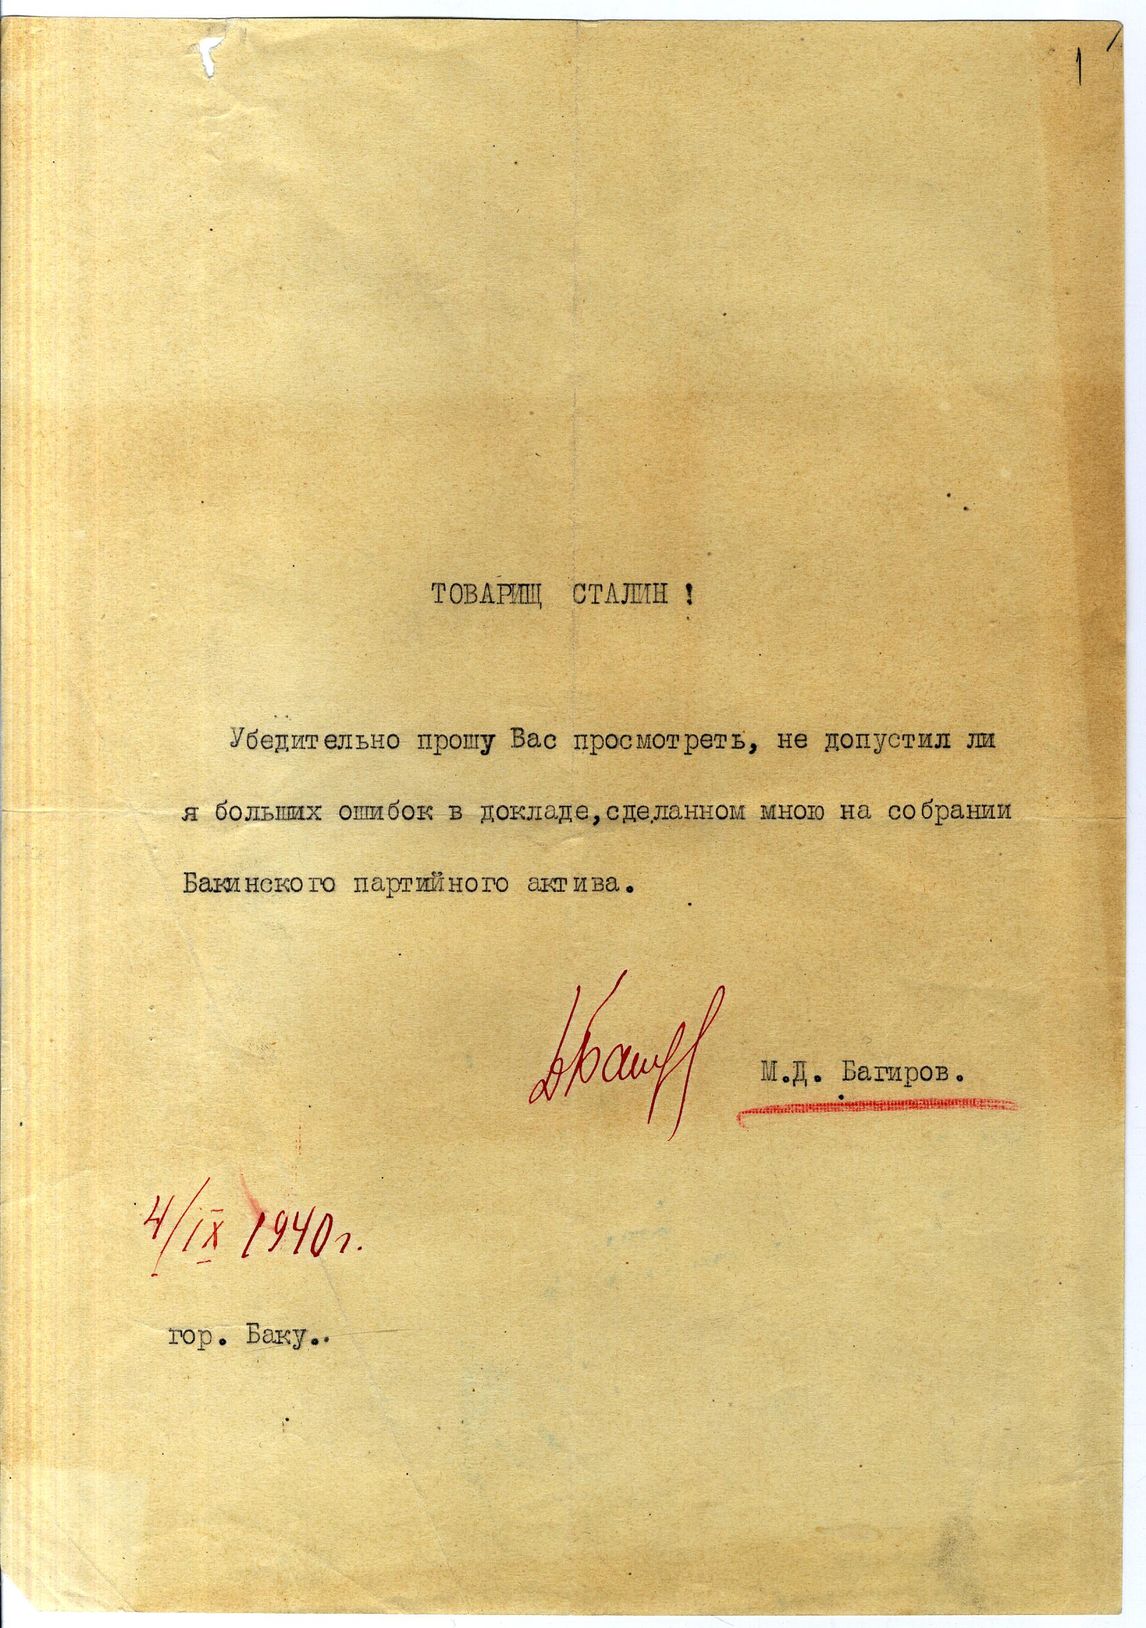 1
ТОВАРИЩ СТАЛИН !
Убедительно прошу Вас просмотреть, не допустил ли
я больших ошибок в докладе,сделанном мною на собрании
Бакинского партийного актива.
М.Д. Багиров.
4/IX 1940г.
гор. Баку..